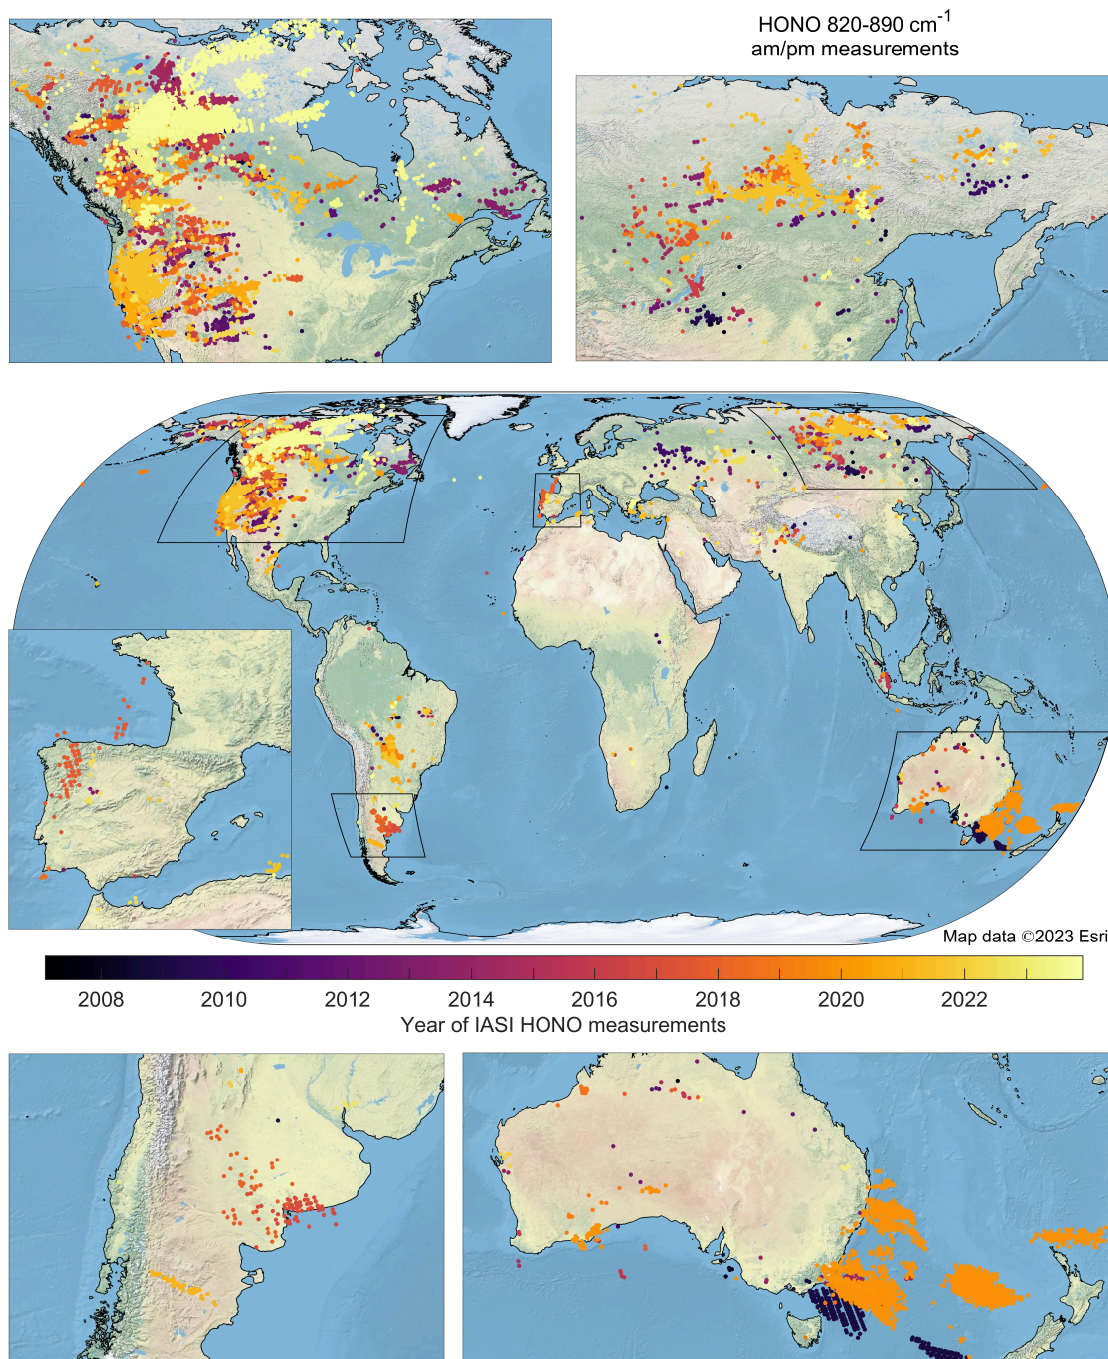 HONO 820-890 cm-1
am/pm measurements
Map data ©2023 Esri
2008 2010 2012 2014 2016 2018 2020 2022
Year of IASI HONO measurements